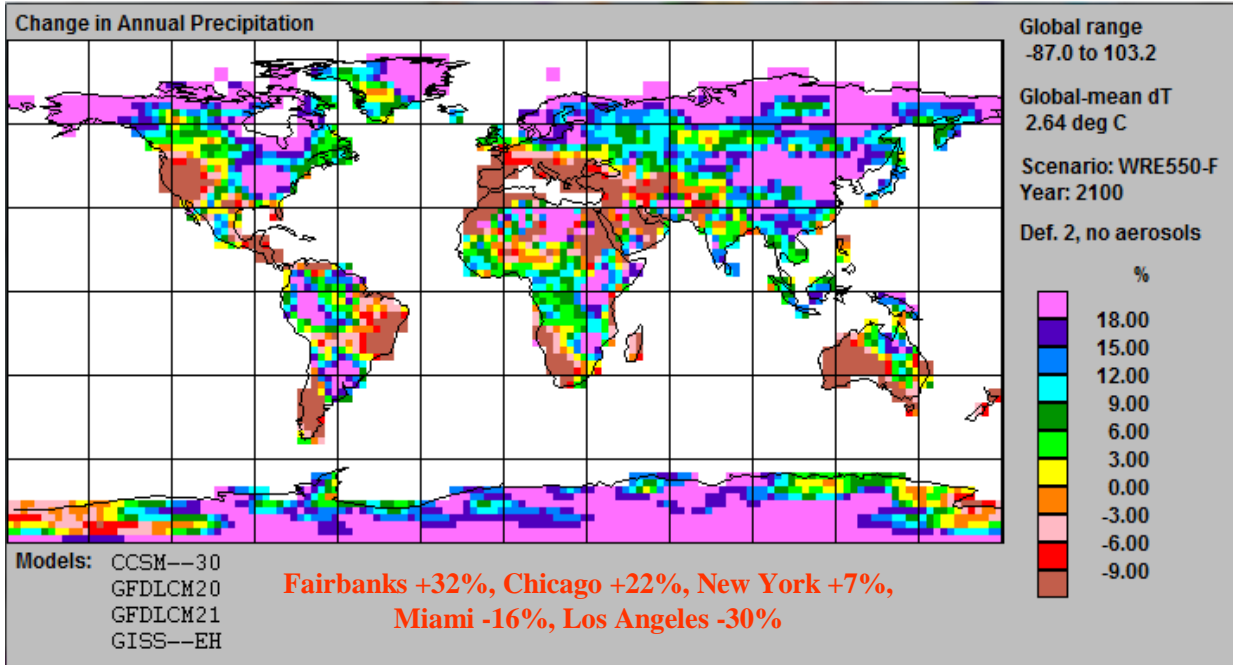 Change in Annual Precipitation
Global range
-87.0 to 103.2
Global-mean dT
2.64 deg C
Scenario: WRE550-F
Year: 2100
Def. 2, no aerosols
%
18.00
15.00
12.00
9.00
6.00
3.00
0.00
-3.00
-6.00
-9.00
Models: CCSM--30
GFDLCM20
GFDLCM21
GISS--EH
Fairbanks +32%, Chicago +22%, New York +7%,
Miami -16%, Los Angeles -30%